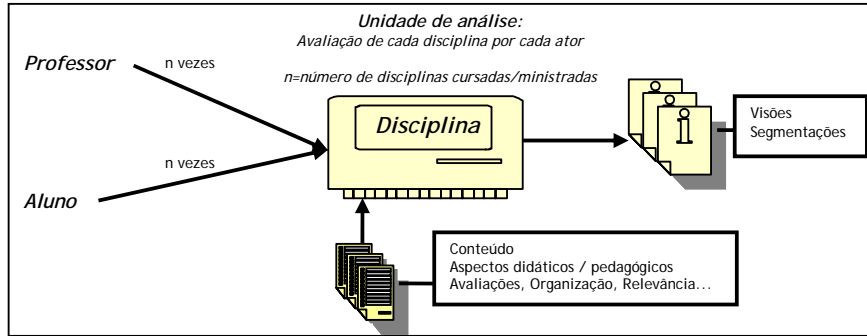 Unidade de análise:
Avaliação de cada disciplina por cada ator
n=número de disciplinas cursadas/ministradas
Professor
n vezes
Disciplina
Visões
Segmentações
n vezes
Aluno
Conteúdo
Aspectos didáticos / pedagógicos
Avaliações, Organização, Relevância...